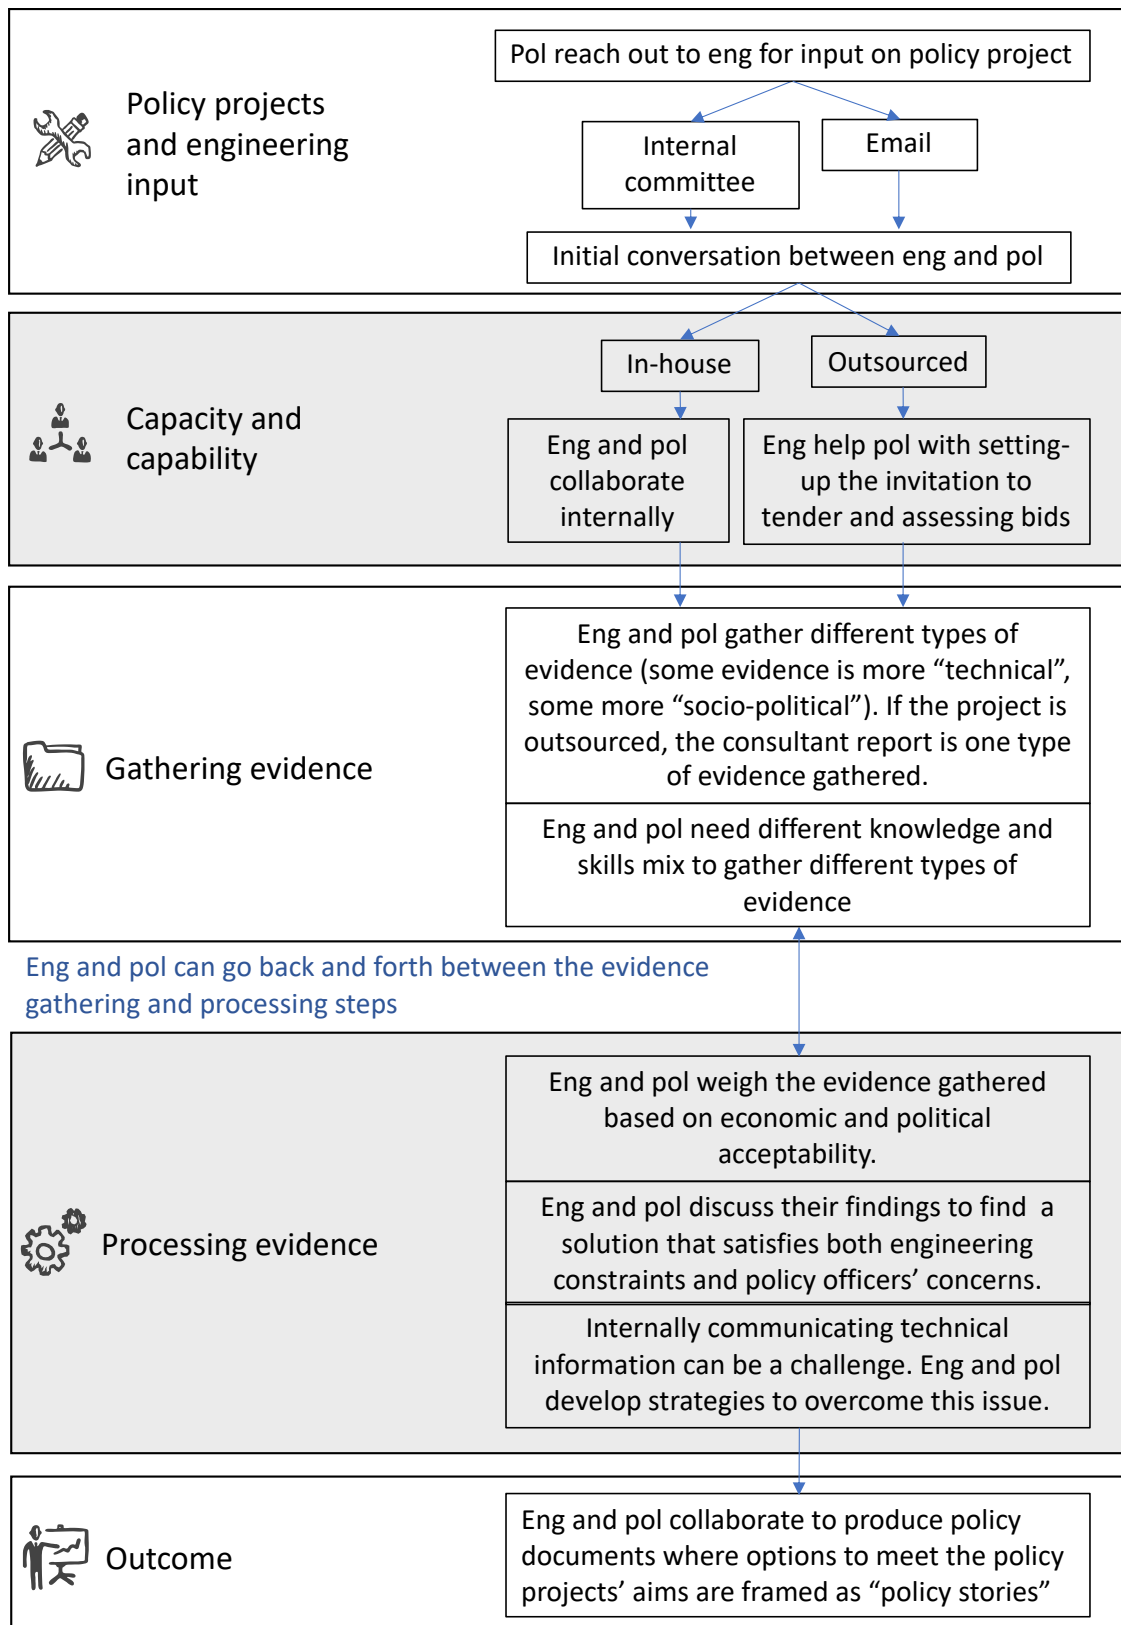 Policy projects
and engineering
input
Pol reach out to eng for input on policy project
Internal
committee
Email
Initial conversation between eng and pol
Capacity and
capability
In-house
Outsourced
Eng and pol
collaborate
internally
Eng help pol with setting-
up the invitation to
tender and assessing bids
Gathering evidence
Eng and pol gather different types of
evidence (some evidence is more “technical”,
some more “socio-political”). If the project is
outsourced, the consultant report is one type
of evidence gathered.
Eng and pol need different knowledge and
skills mix to gather different types of
evidence
Eng and pol can go back and forth between the evidence
gathering and processing steps
Processing evidence
Eng and pol weigh the evidence gathered
based on economic and political
acceptability.
Eng and pol discuss their findings to find  a
solution that satisfies both engineering
constraints and policy officers’ concerns.
Internally communicating technical
information can be a challenge. Eng and pol
develop strategies to overcome this issue.
Outcome
Eng and pol collaborate to produce policy
documents where options to meet the policy
projects’ aims are framed as “policy stories”